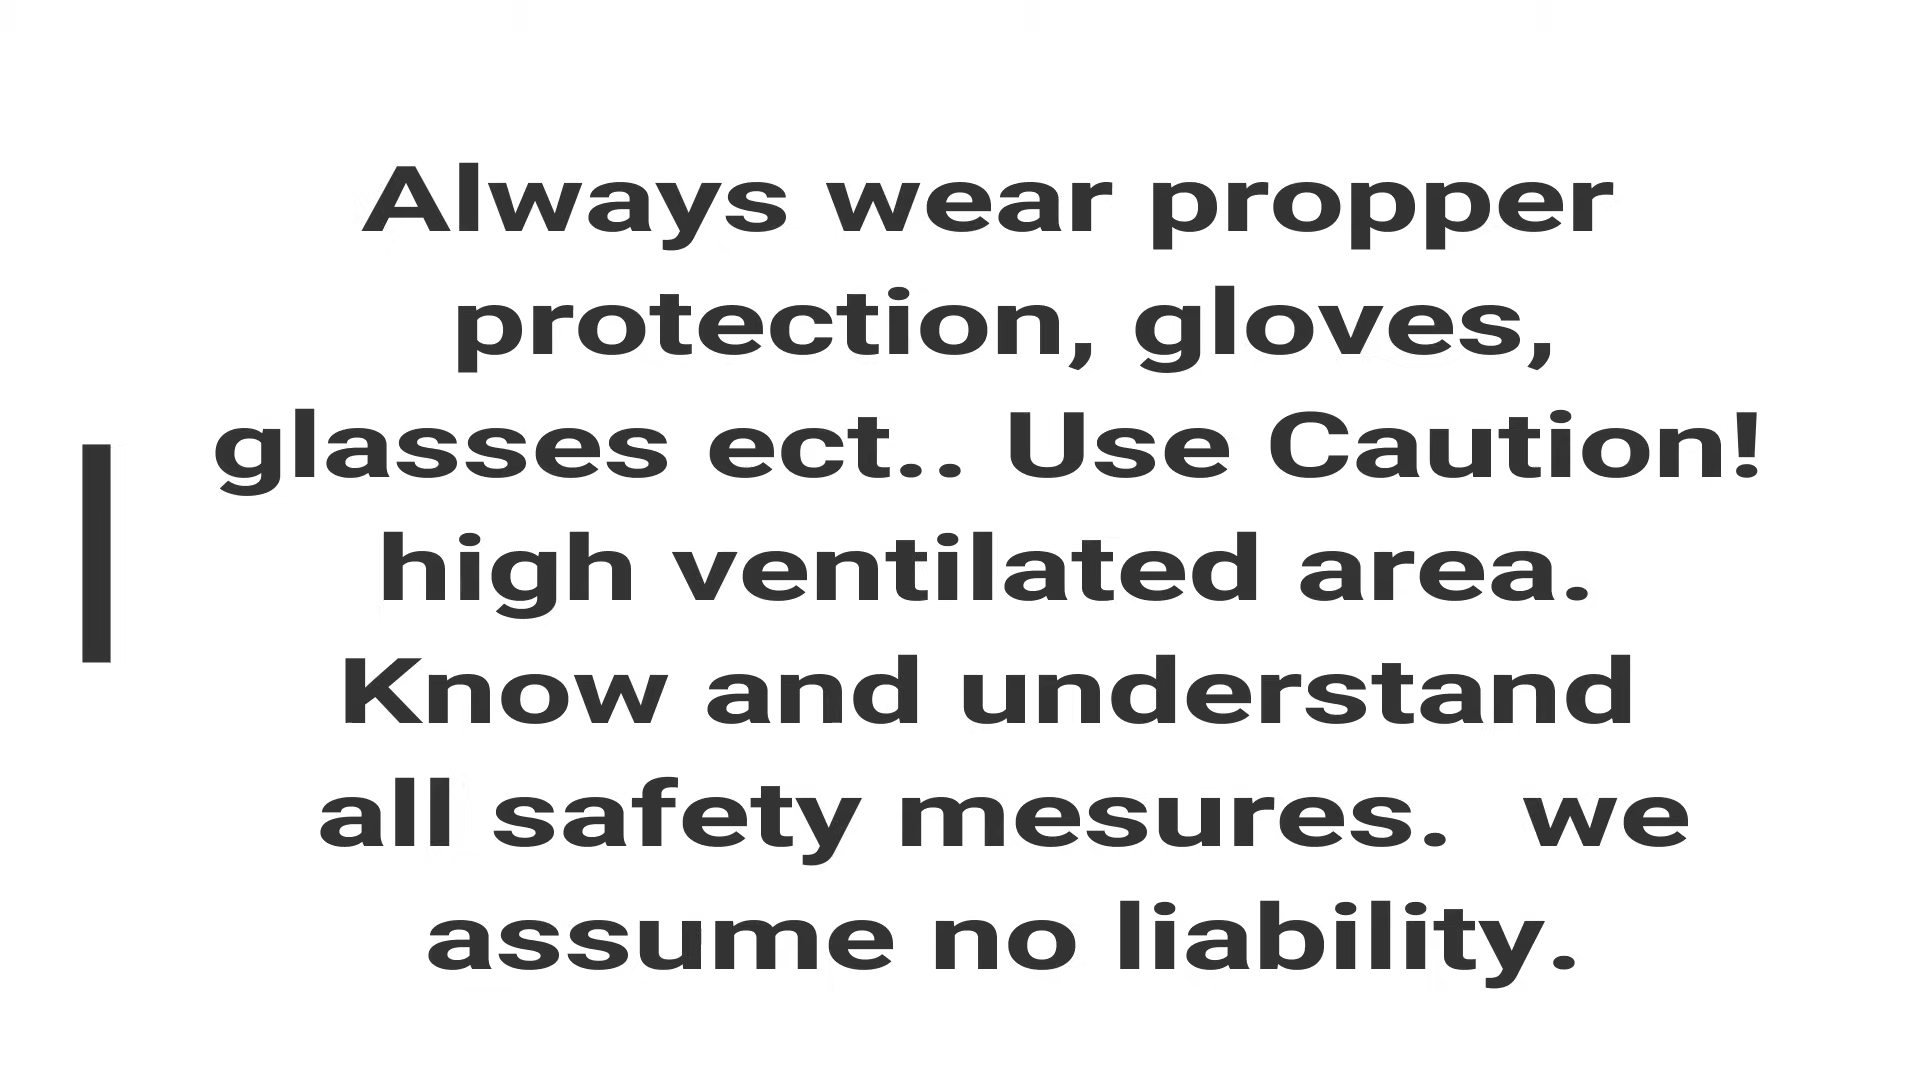 Always wear propper
protection, gloves,
glasses ect.. Use Caution!
high ventilated area.
Know and understand
all safety mesures.  we
assume no liability.